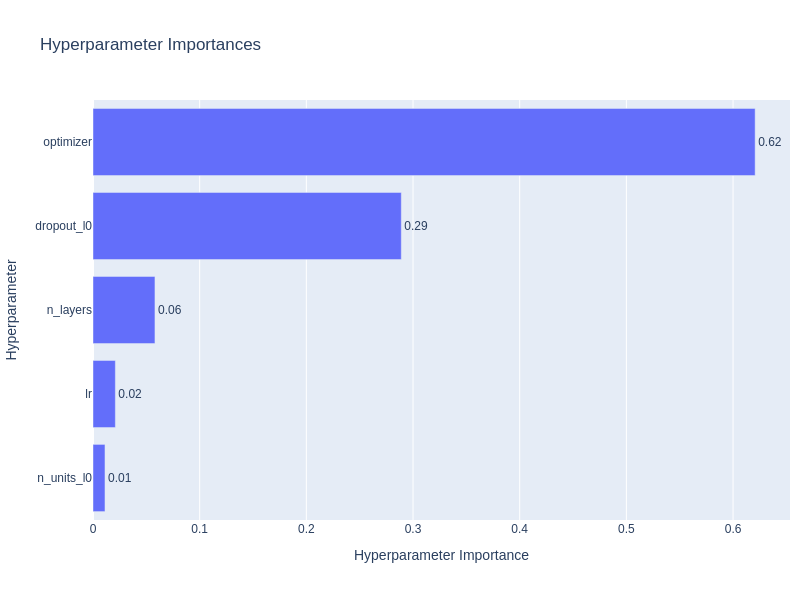 Hyperparameter Importances
Hyperparameter
optimizer
0.62
dropout_l0
0.29
n_layers
0.06
lr
0.02
n_units_l0
0.01
0
0.1
0.2
0.3
0.4
0.5
0.6
Hyperparameter Importance